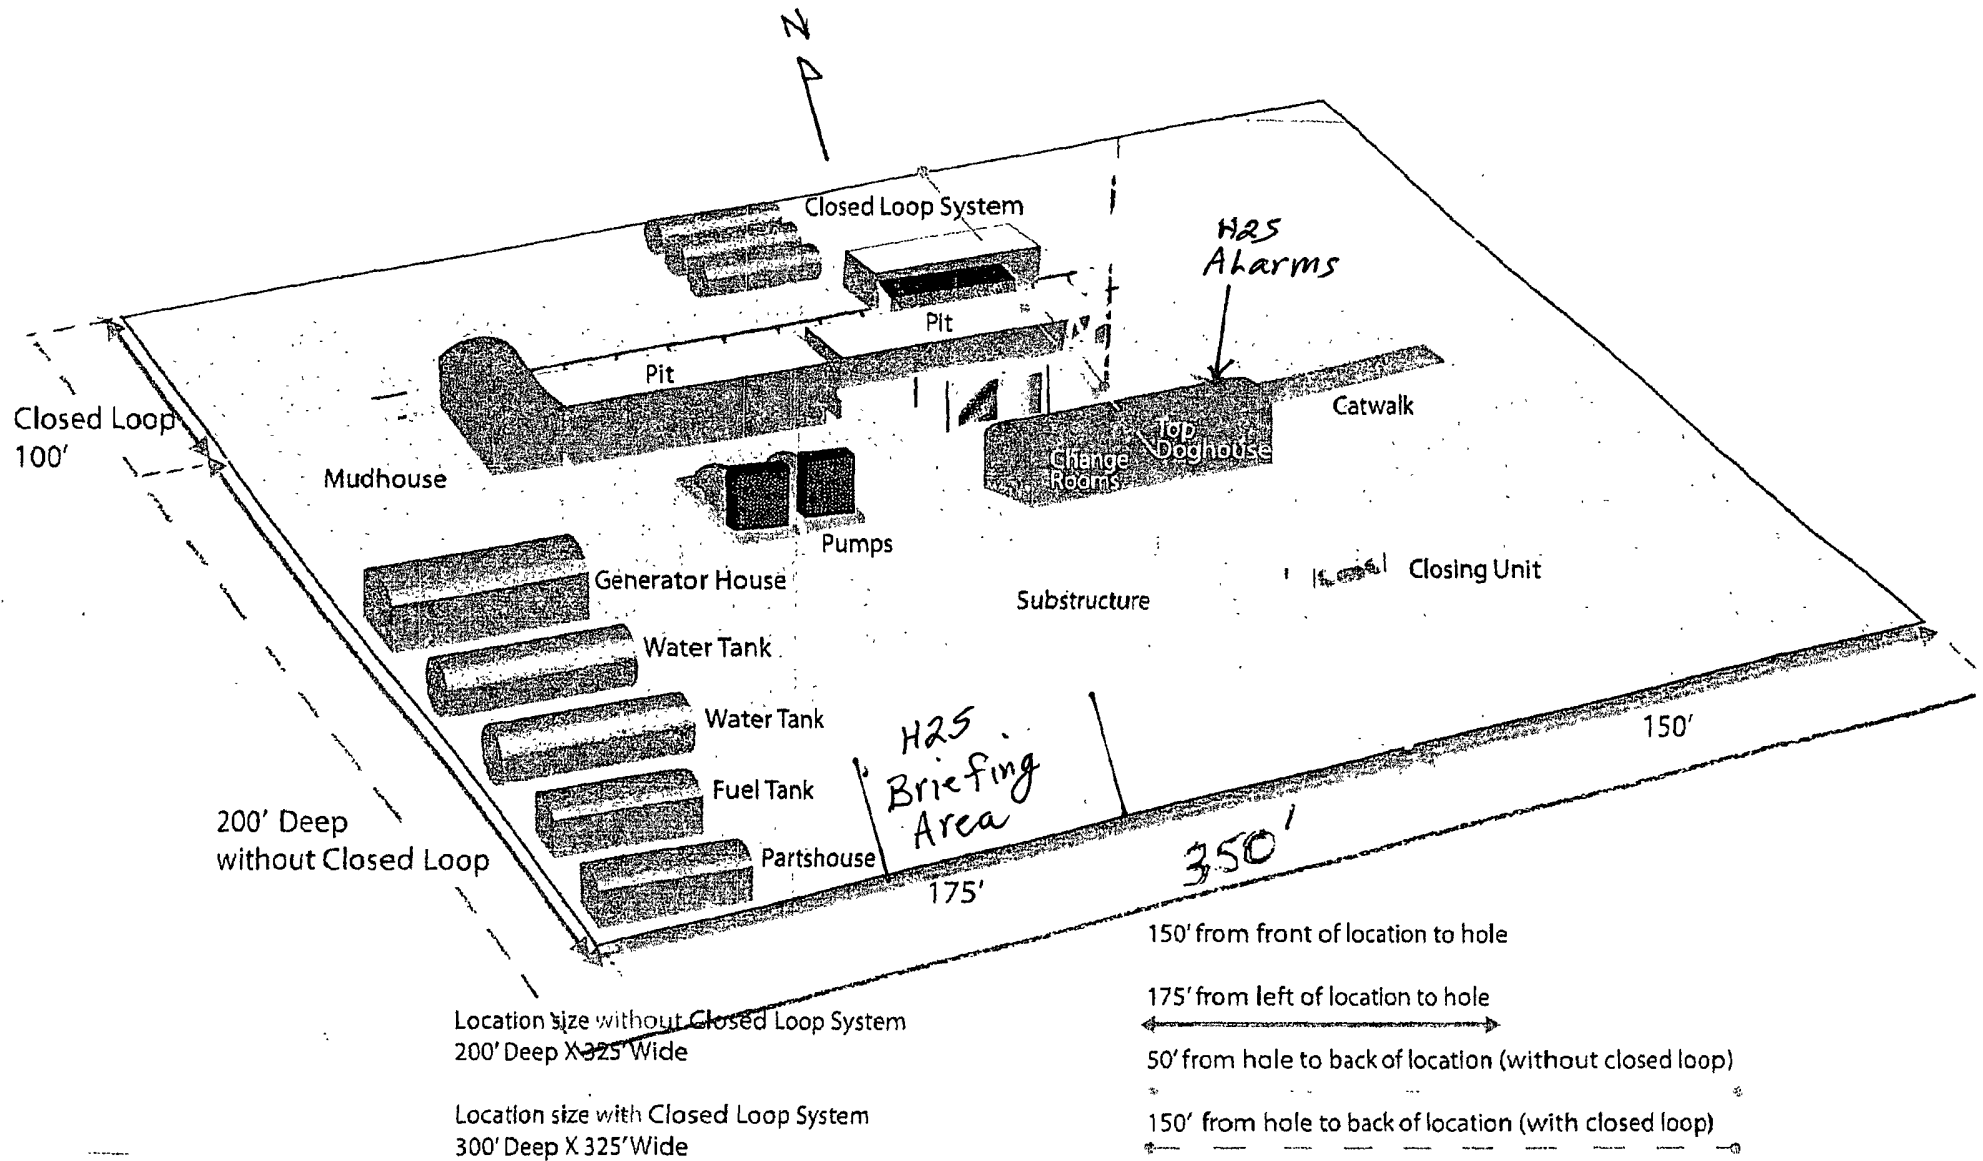 N
Closed Loop System
H2S
Alarms
Pit
Pit
Catwalk
Top
Doghouse
Change
Rooms
Closed Loop
100'
Mudhouse
Pumps
Generator House
Closing Unit
Substructure
Water Tank
Water Tank
H2S
Briefing
Area
150'
Fuel Tank
200' Deep
without Closed Loop
Partshouse
350'
175'
150' from front of location to hole
175' from left of location to hole
50' from hole to back of location (without closed loop)
150' from hole to back of location (with closed loop)
Location size without Closed Loop System
200' Deep X 325' Wide
Location size with Closed Loop System
300' Deep X 325' Wide